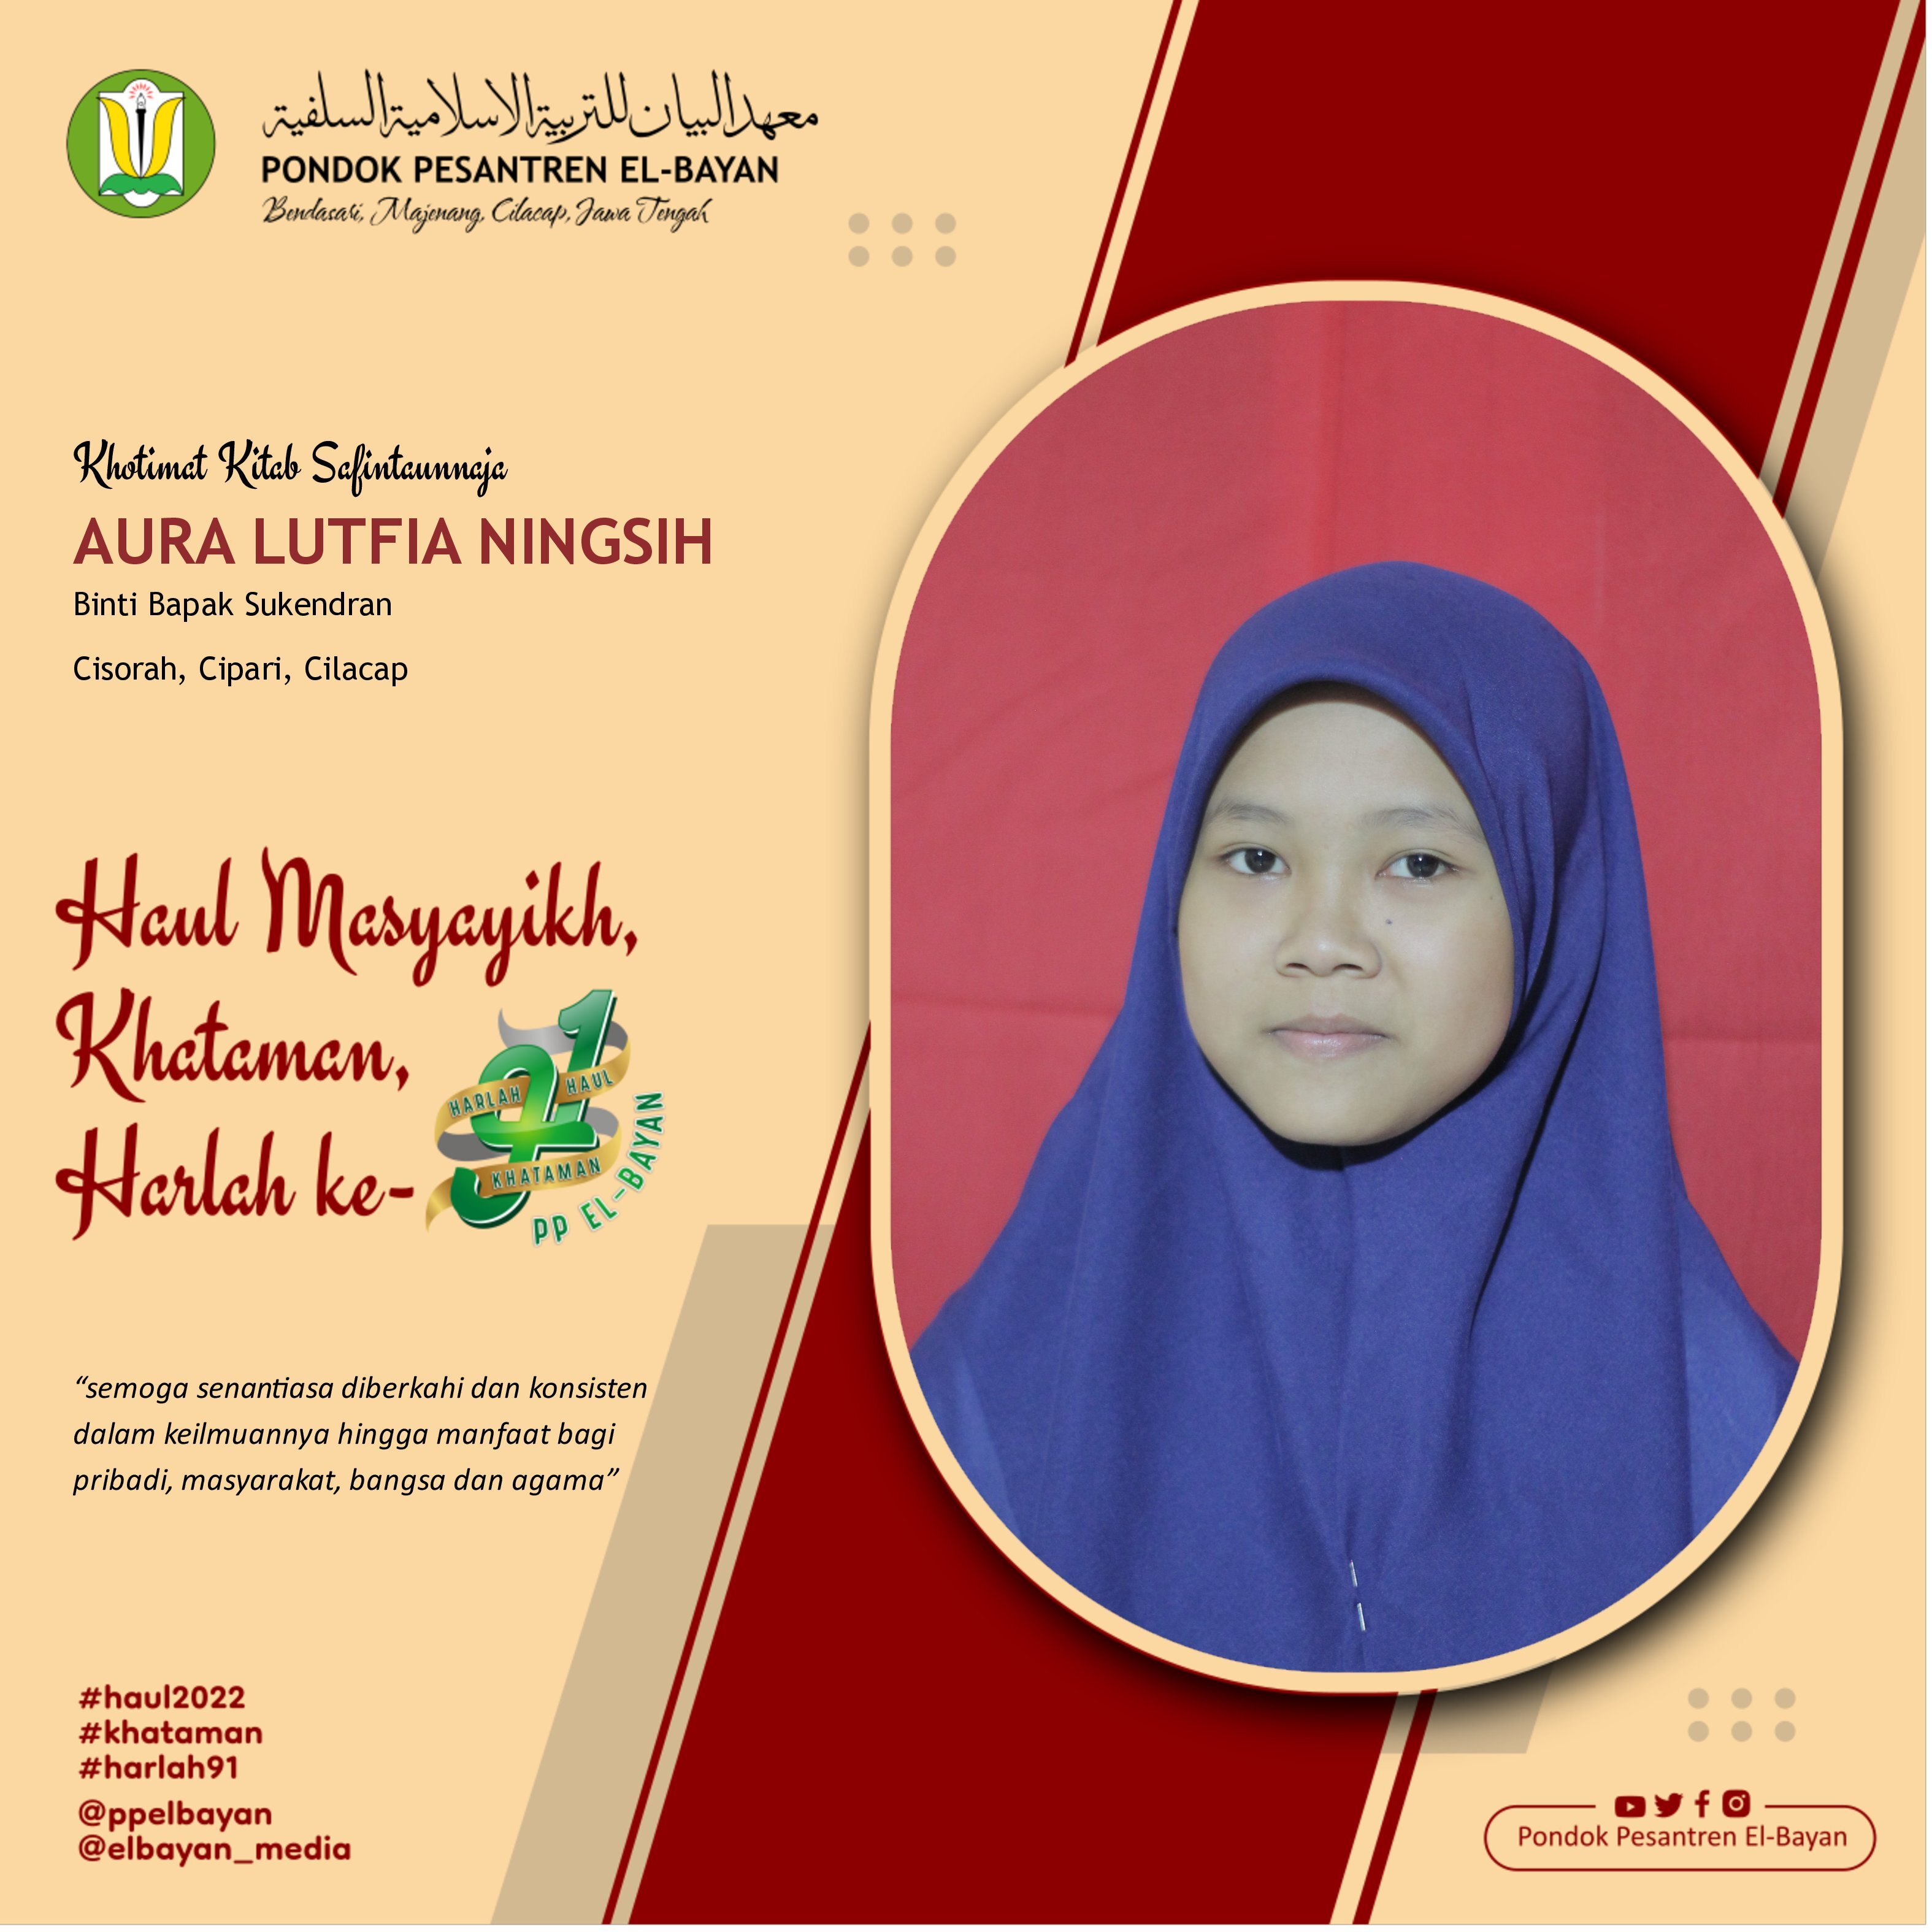 معهد البيان للتربية الاسلامية السلفية
PONDOK PESANTREN EL-BAYAN
Bendasari, Majenang, Cilacap, Jawa Tengah
Khotimat Kitab Safintaunnaja
AURA LUTFIA NINGSIH
Binti Bapak Sukendran
Cisorah, Cipari, Cilacap
Haul Masyayikh,
Khataman,
Harlah ke-
91
HARLAH HAUL
KHATAMAN
PP EL-BAYAN
“semoga senantiasa diberkahi dan konsisten
dalam keilmuannya hingga manfaat bagi
pribadi, masyarakat, bangsa dan agama”
#haul2022
#khataman
#harlah91
@ppelbayan
@elbayan_media
Pondok Pesantren El-Bayan